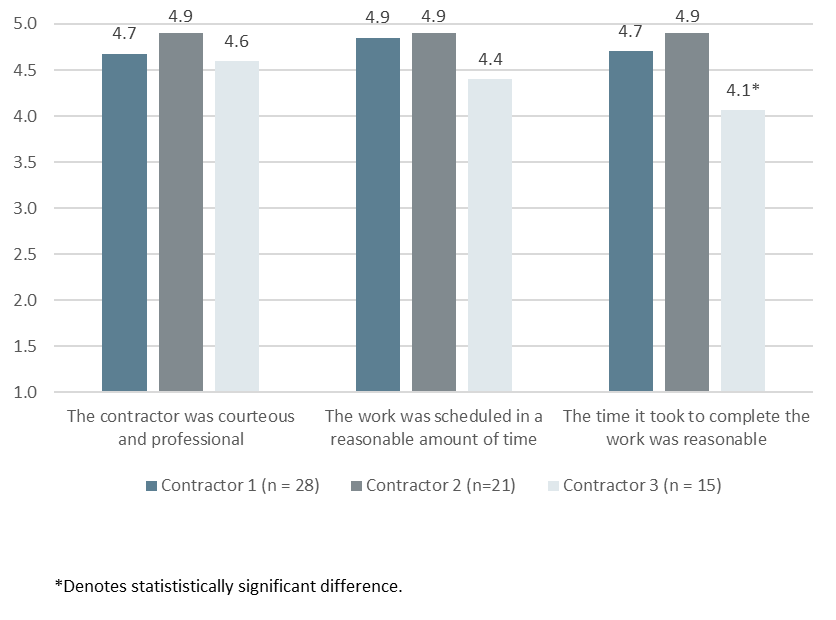 5.0
4.5
4.0
3.5
3.0
2.5
2.0
1.5
1.0
4.7
4.9
4.6
4.9
4.9
4.4
4.7
4.9
4.1*
The contractor was courteous
and professional
The work was scheduled in a
reasonable amount of time
The time it took to complete the
work was reasonable
Contractor 1 (n = 28) Contractor 2 (n=21) Contractor 3 (n = 15)
*Denotes statististically significant difference.